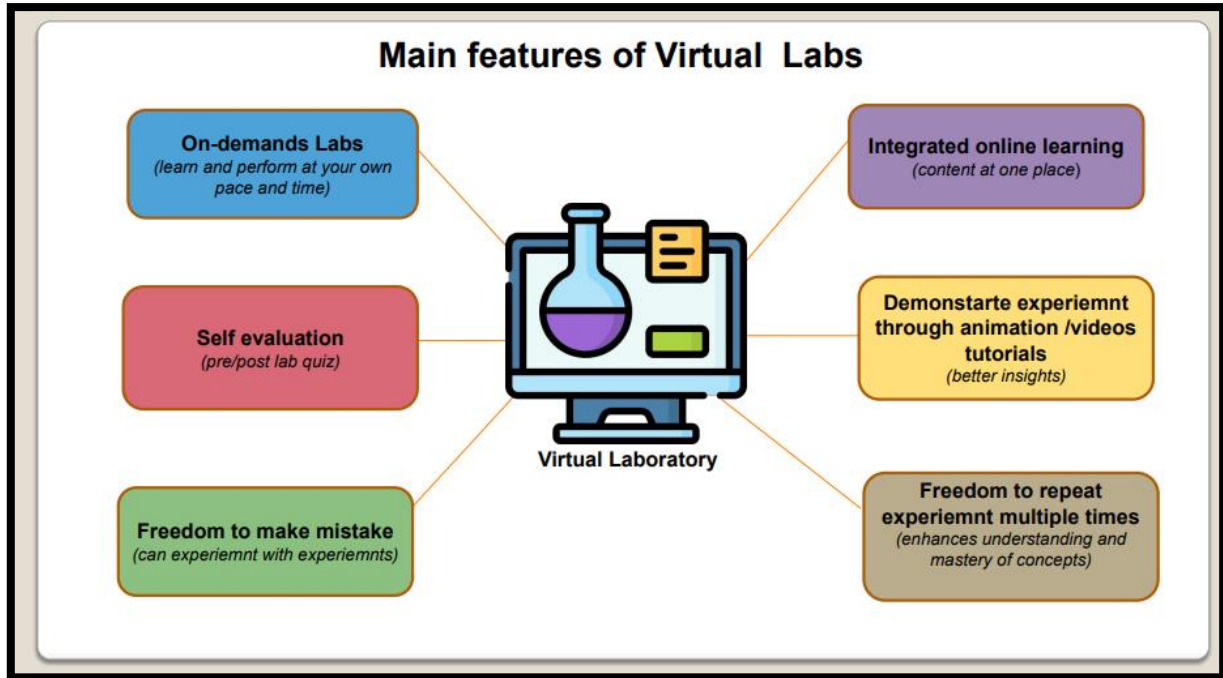 Main features of Virtual Labs
On-demands Labs
(learn and perform at your own
pace and time)
Self evaluation
(pre/post lab quiz)
Freedom to make mistake
(can experiemnt with experiemnts)
Virtual Laboratory
Integrated online learning
(content at one place)
Demonstarte experiemnt
through animation /videos
tutorials
(better insights)
Freedom to repeat
experiemnt multiple times
(enhances understanding and
mastery of concepts)